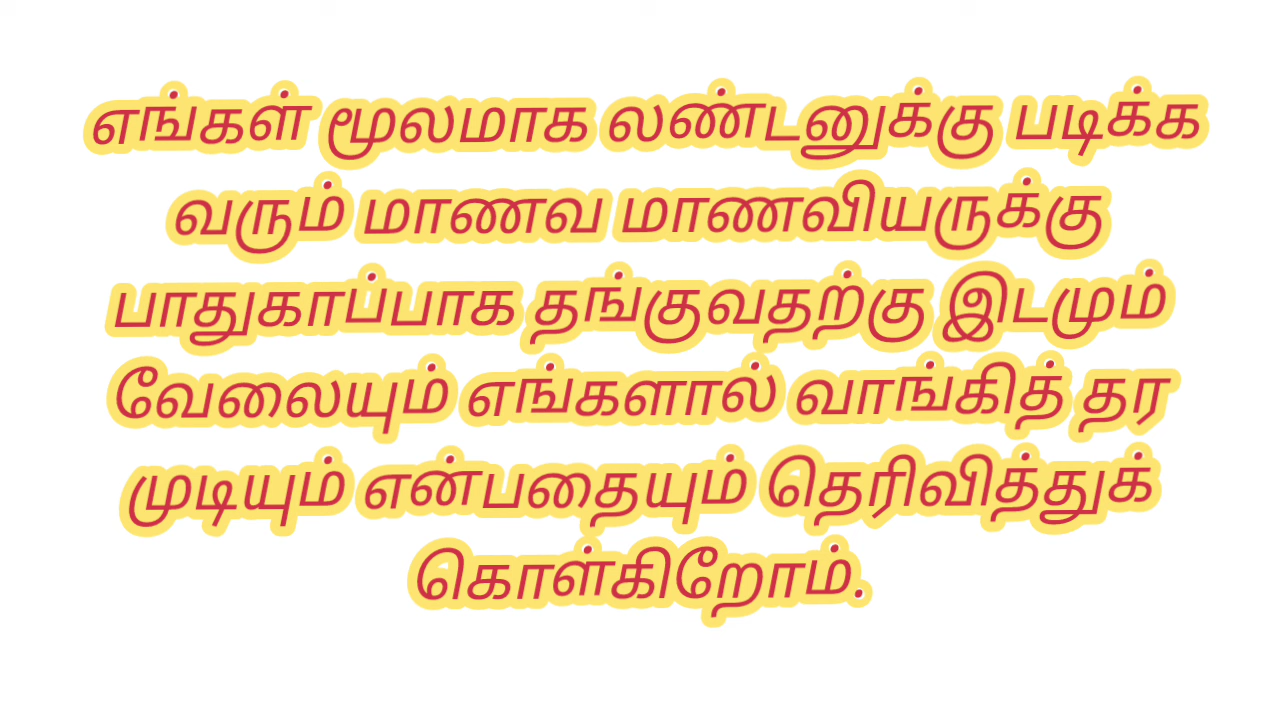 எங்கள் மூலமாக லண்டனுக்கு படிக்க
வரும் மாணவ மாணவியருக்கு
பாதுகாப்பாக தங்குவதற்கு இடமும்
வேலையும் எங்களால் வாங்கித் தர
முடியும் என்பதையும் தெரிவித்துக
கொள்கிறோம்.